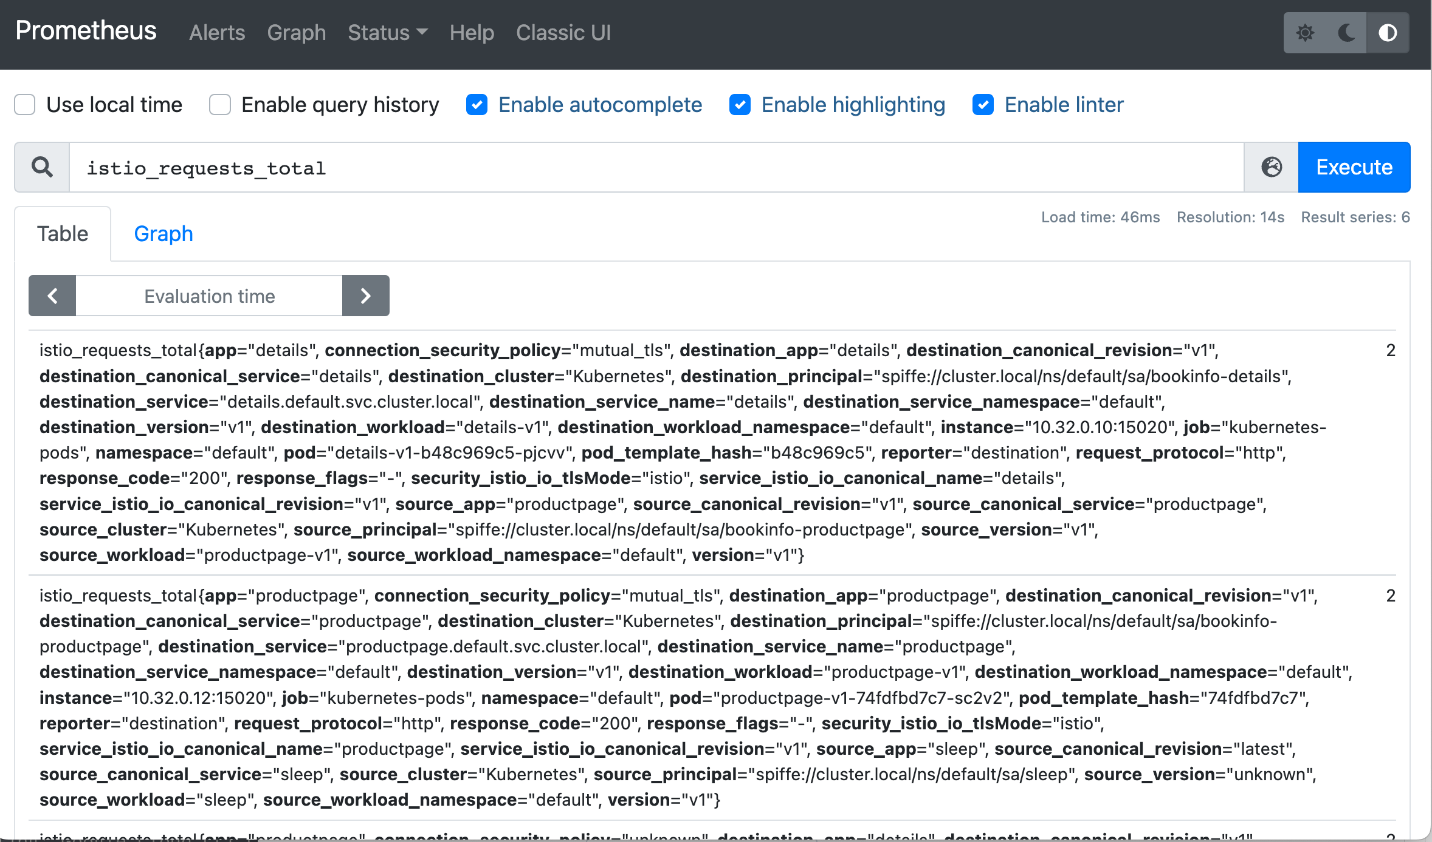 Prometheus Alerts Graph Status Help Classic UI
Use local time Enable query history Enable autocomplete Enable highlighting Enable linter
istio_requests_total Execute
Load time: 46ms Resolution: 14s Result series: 6
Table Graph
Evaluation time
istio_requests_total{app="details", connection_security_policy="mutual_tls", destination_app="details", destination_canonical_revision="v1", 2
destination_canonical_service="details", destination_cluster="Kubernetes", destination_principal="spiffe://cluster.local/ns/default/sa/bookinfo-details",
destination_service="details.default.svc.cluster.local", destination_service_name="details", destination_service_namespace="default",
destination_version="v1", destination_workload="details-v1", destination_workload_namespace="default", instance="10.32.0.10:15020", job="kubernetes-
pods", namespace="default", pod="details-v1-b48c969c5-pjcvv", pod_template_hash="b48c969c5", reporter="destination", request_protocol="http",
response_code="200", response_flags="-", security_istio_io_tlsMode="istio", service_istio_io_canonical_name="details",
service_istio_io_canonical_revision="v1", source_app="productpage", source_canonical_revision="v1", source_canonical_service="productpage",
source_cluster="Kubernetes", source_principal="spiffe://cluster.local/ns/default/sa/bookinfo-productpage", source_version="v1",
source_workload="productpage-v1", source_workload_namespace="default", version="v1"}
istio_requests_total{app="productpage", connection_security_policy="mutual_tls", destination_app="productpage", destination_canonical_revision="v1", 2
destination_canonical_service="productpage", destination_cluster="Kubernetes", destination_principal="spiffe://cluster.local/ns/default/sa/bookinfo-
productpage", destination_service="productpage.default.svc.cluster.local", destination_service_name="productpage",
destination_service_namespace="default", destination_version="v1", destination_workload="productpage-v1", destination_workload_namespace="default",
instance="10.32.0.12:15020", job="kubernetes-pods", namespace="default", pod="productpage-v1-74fdfbd7c7-sc2v2", pod_template_hash="74fdfbd7c7",
reporter="destination", request_protocol="http", response_code="200", response_flags="-", security_istio_io_tlsMode="istio",
service_istio_io_canonical_name="productpage", service_istio_io_canonical_revision="v1", source_app="sleep", source_canonical_revision="latest",
source_canonical_service="sleep", source_cluster="Kubernetes", source_principal="spiffe://cluster.local/ns/default/sa/sleep", source_version="unknown",
source_workload="sleep", source_workload_namespace="default", version="v1"}
istio_requests_total{app="productpage", connection_security_policy="unknown", destination_app="details", destination_canonical_revision="v1", 2